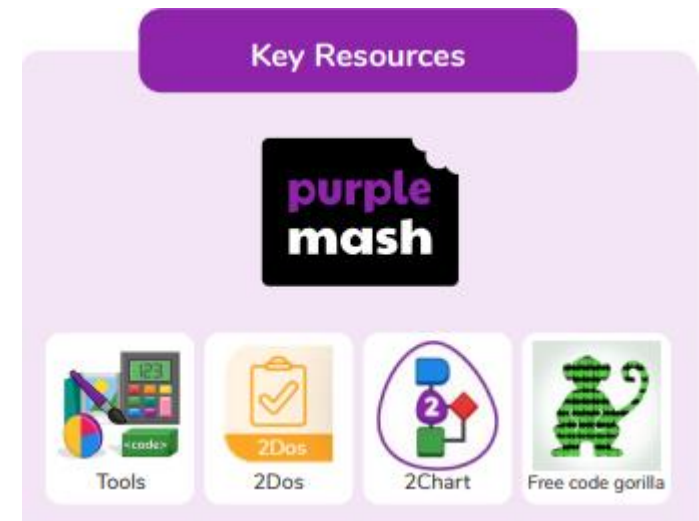 Key Resources
purple
mash
123
<code>
2Dos
2
Tools
2Dos
2Chart
Free code gorilla